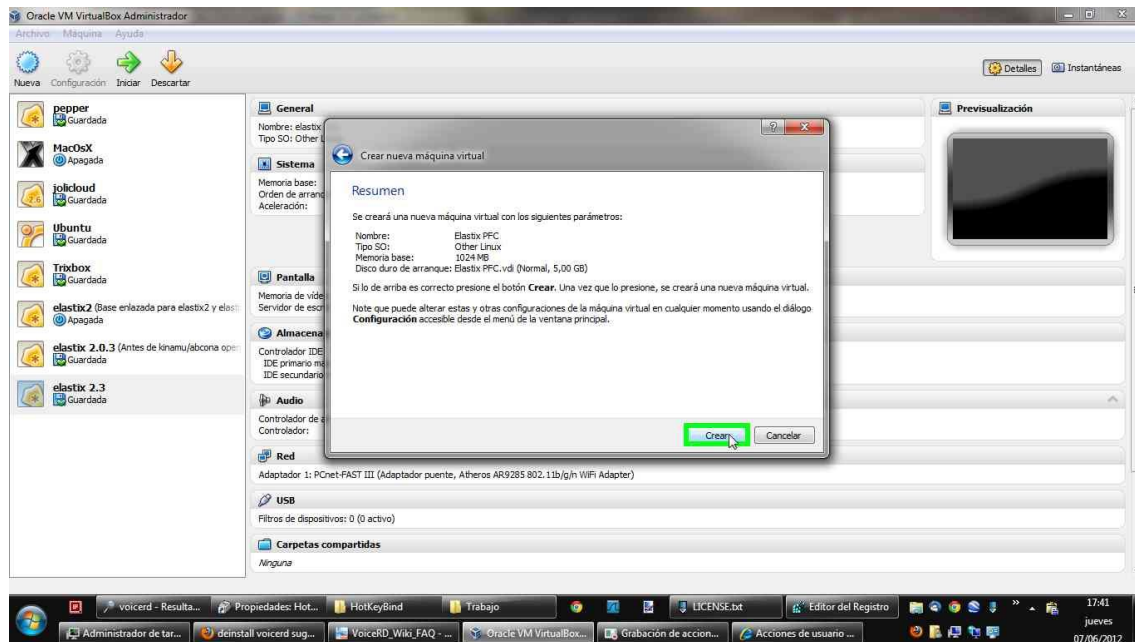 Oracle VM VirtualBox Administrador
Archivo Máquina Ayuda
Nueva Configuración Iniciar Descartar
Detalles Instantáneas
pepper
Guardada
MacOsX
Apagada
jolicloud
Guardada
Ubuntu
Guardada
Trixbox
Guardada
elastix2 (Base enlazada para elastix2 y elast
Apagada
elastix 2.0.3 (Antes de kinamu/abcona open
Guardada
elastix 2.3
Guardada
General
Nombre: elastix
Tipo SO: Other L
Sistema
Memoria base:
Orden de arranq
Aceleración:
Pantalla
Memoria de víde
Servidor de escri
Almacena
Controlador IDE
IDE primario ma
IDE secundario
Audio
Controlador de a
Controlador:
Red
Adaptador 1: PCnet-FAST III (Adaptador puente, Atheros AR9285 802.11b/g/n WiFi Adapter)
USB
Filtros de dispositivos: 0 (0 activo)
Carpetas compartidas
Ninguna
Previsualización
Crear nueva máquina virtual
Resumen
Se creará una nueva máquina virtual con los siguientes parámetros:
Nombre: Elastix PFC
Tipo SO: Other Linux
Memoria base: 1024 MB
Disco duro de arranque: Elastix PFC.vdi (Normal, 5,00 GB)
Si lo de arriba es correcto presione el botón Crear. Una vez que lo presione, se creará una nueva máquina virtual.
Note que puede alterar estas y otras configuraciones de la máquina virtual en cualquier momento usando el diálogo
Configuración accesible desde el menú de la ventana principal.
Crear Cancelar
voicerd - Resulta... Propiedades: Hot... HotKeyBind Trabajo LICENSE.txt Editor del Registro 17:41
jueves
Administrador de tar... deinstall voicerd sug... VoiceRD_Wiki_FAQ - ... Oracle VM VirtualBox... Grabación de accion... Acciones de usuario ... 07/06/2012